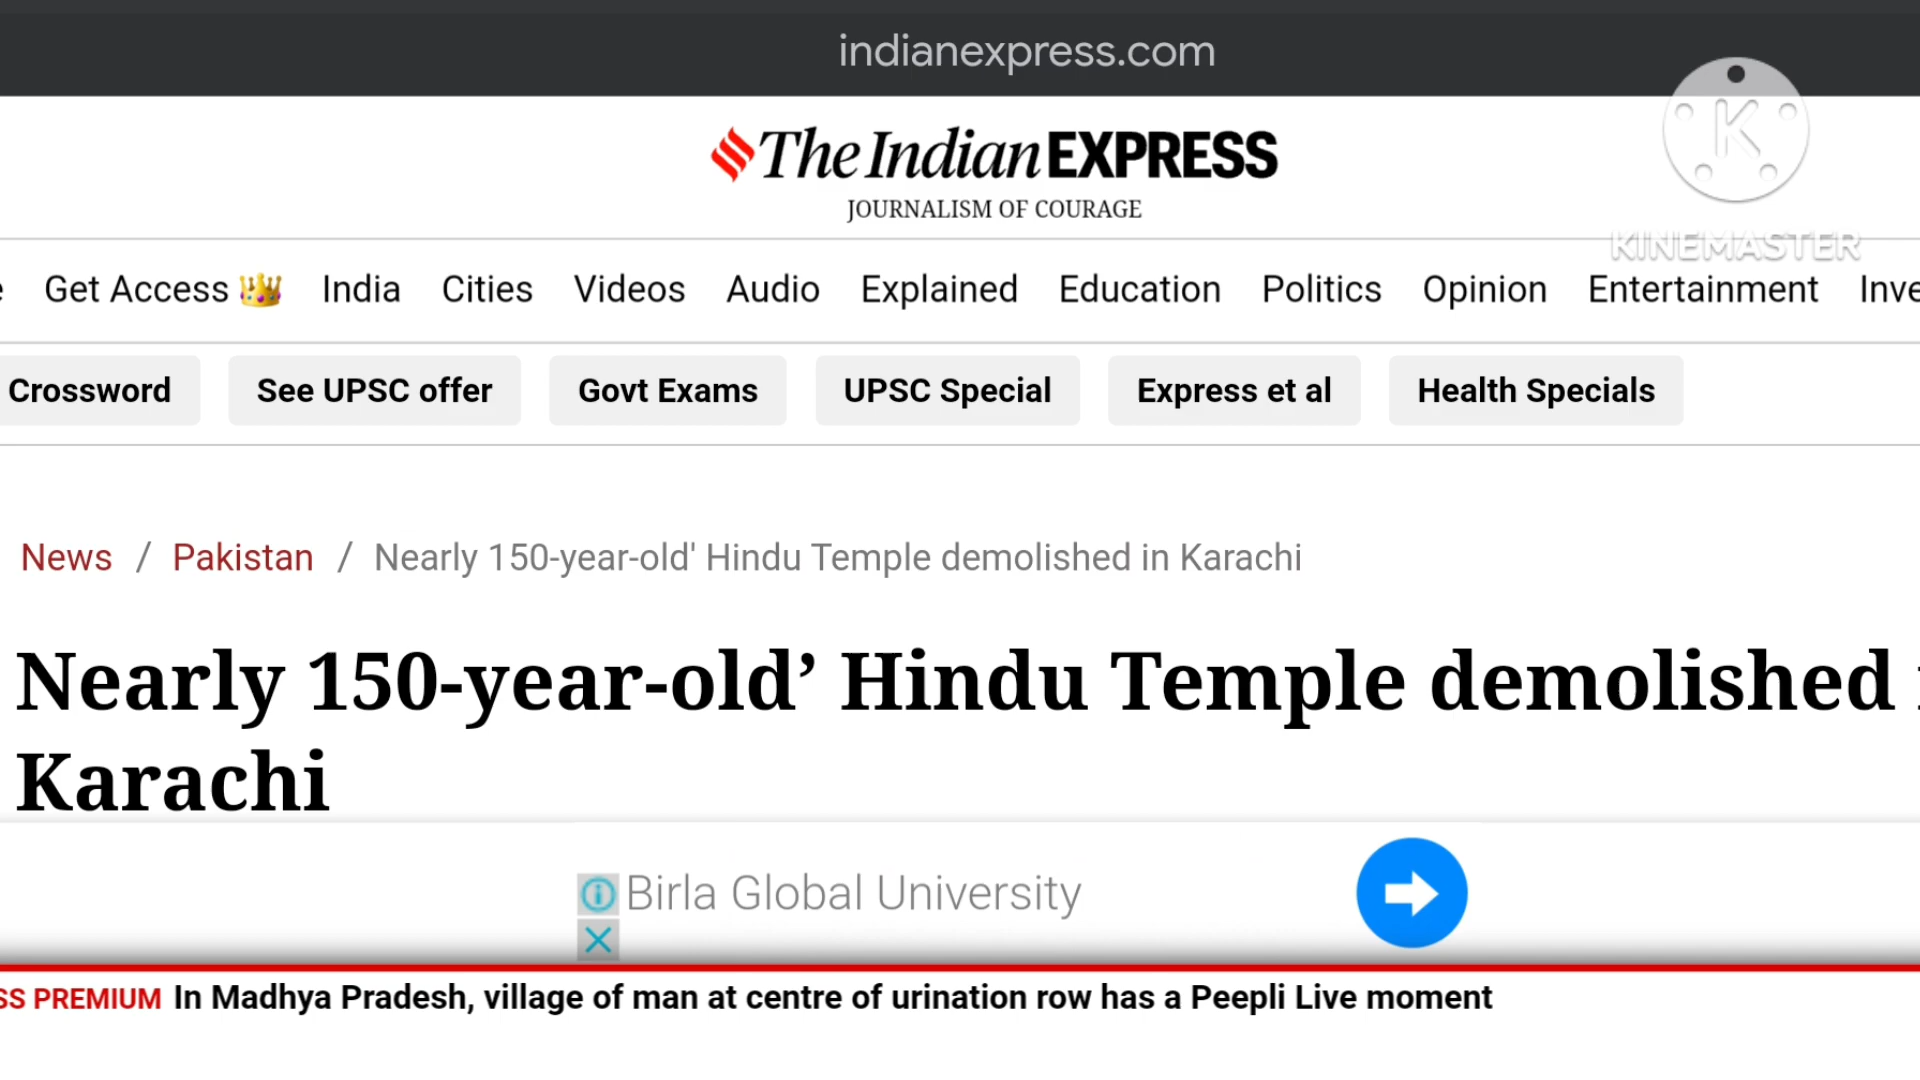 indianexpress.com
The Indian EXPRESS
JOURNALISM OF COURAGE
KINEMASTER
Get Access 👑 India Cities Videos Audio Explained Education Politics Opinion Entertainment Inve
Crossword See UPSC offer Govt Exams UPSC Special Express et al Health Specials
News / Pakistan / Nearly 150-year-old' Hindu Temple demolished in Karachi
Nearly 150-year-old’ Hindu Temple demolished
Karachi
Birla Global University
SS PREMIUM In Madhya Pradesh, village of man at centre of urination row has a Peepli Live moment